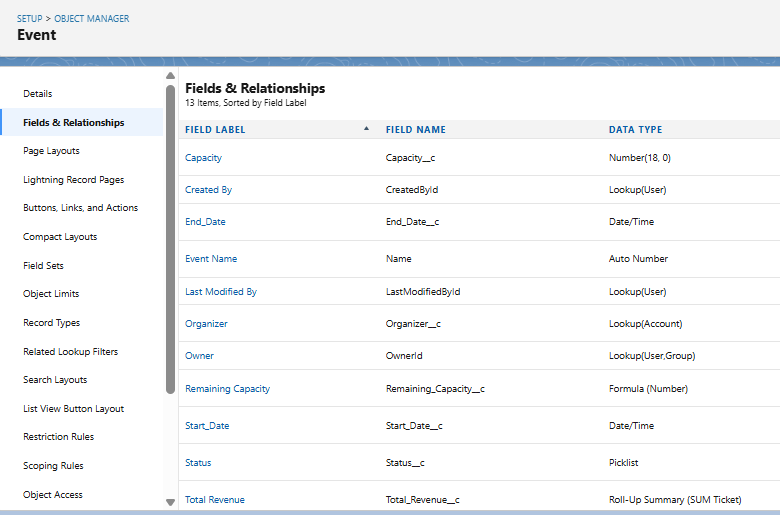 SETUP > OBJECT MANAGER
Event
Details
Fields & Relationships
Page Layouts
Lightning Record Pages
Buttons, Links, and Actions
Compact Layouts
Field Sets
Object Limits
Record Types
Related Lookup Filters
Search Layouts
List View Button Layout
Restriction Rules
Scoping Rules
Object Access
Fields & Relationships
13 Items, Sorted by Field Label
FIELD LABEL FIELD NAME DATA TYPE
Capacity Capacity__c Number(18, 0)
Created By CreatedById Lookup(User)
End_Date End_Date__c Date/Time
Event Name Name Auto Number
Last Modified By LastModifiedById Lookup(User)
Organizer Organizer__c Lookup(Account)
Owner OwnerId Lookup(User,Group)
Remaining Capacity Remaining_Capacity__c Formula (Number)
Start_Date Start_Date__c Date/Time
Status Status__c Picklist
Total Revenue Total_Revenue__c Roll-Up Summary (SUM Ticket)